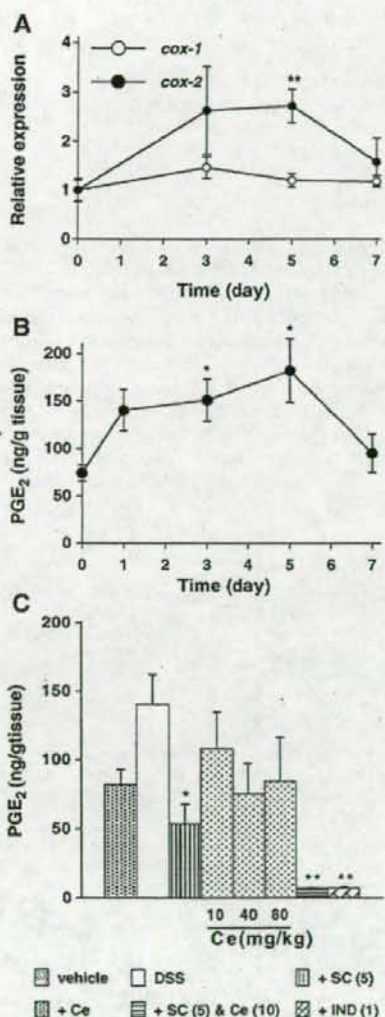 A
cox-1
cox-2
**
Relative expression
4
3
2
1
0
0 1 2 3 4 5 6 7
Time (day)
B
PGE2 (ng/g tissue)
200
150
100
50
0
* *
0 1 2 3 4 5 6 7
Time (day)
C
PGE2 (ng/gtissue)
200
150
100
50
0
* ** **
10 40 80
Ce(mg/kg)
vehicle DSS + SC (5)
+ Ce + SC (5) & Ce (10) + IND (1)